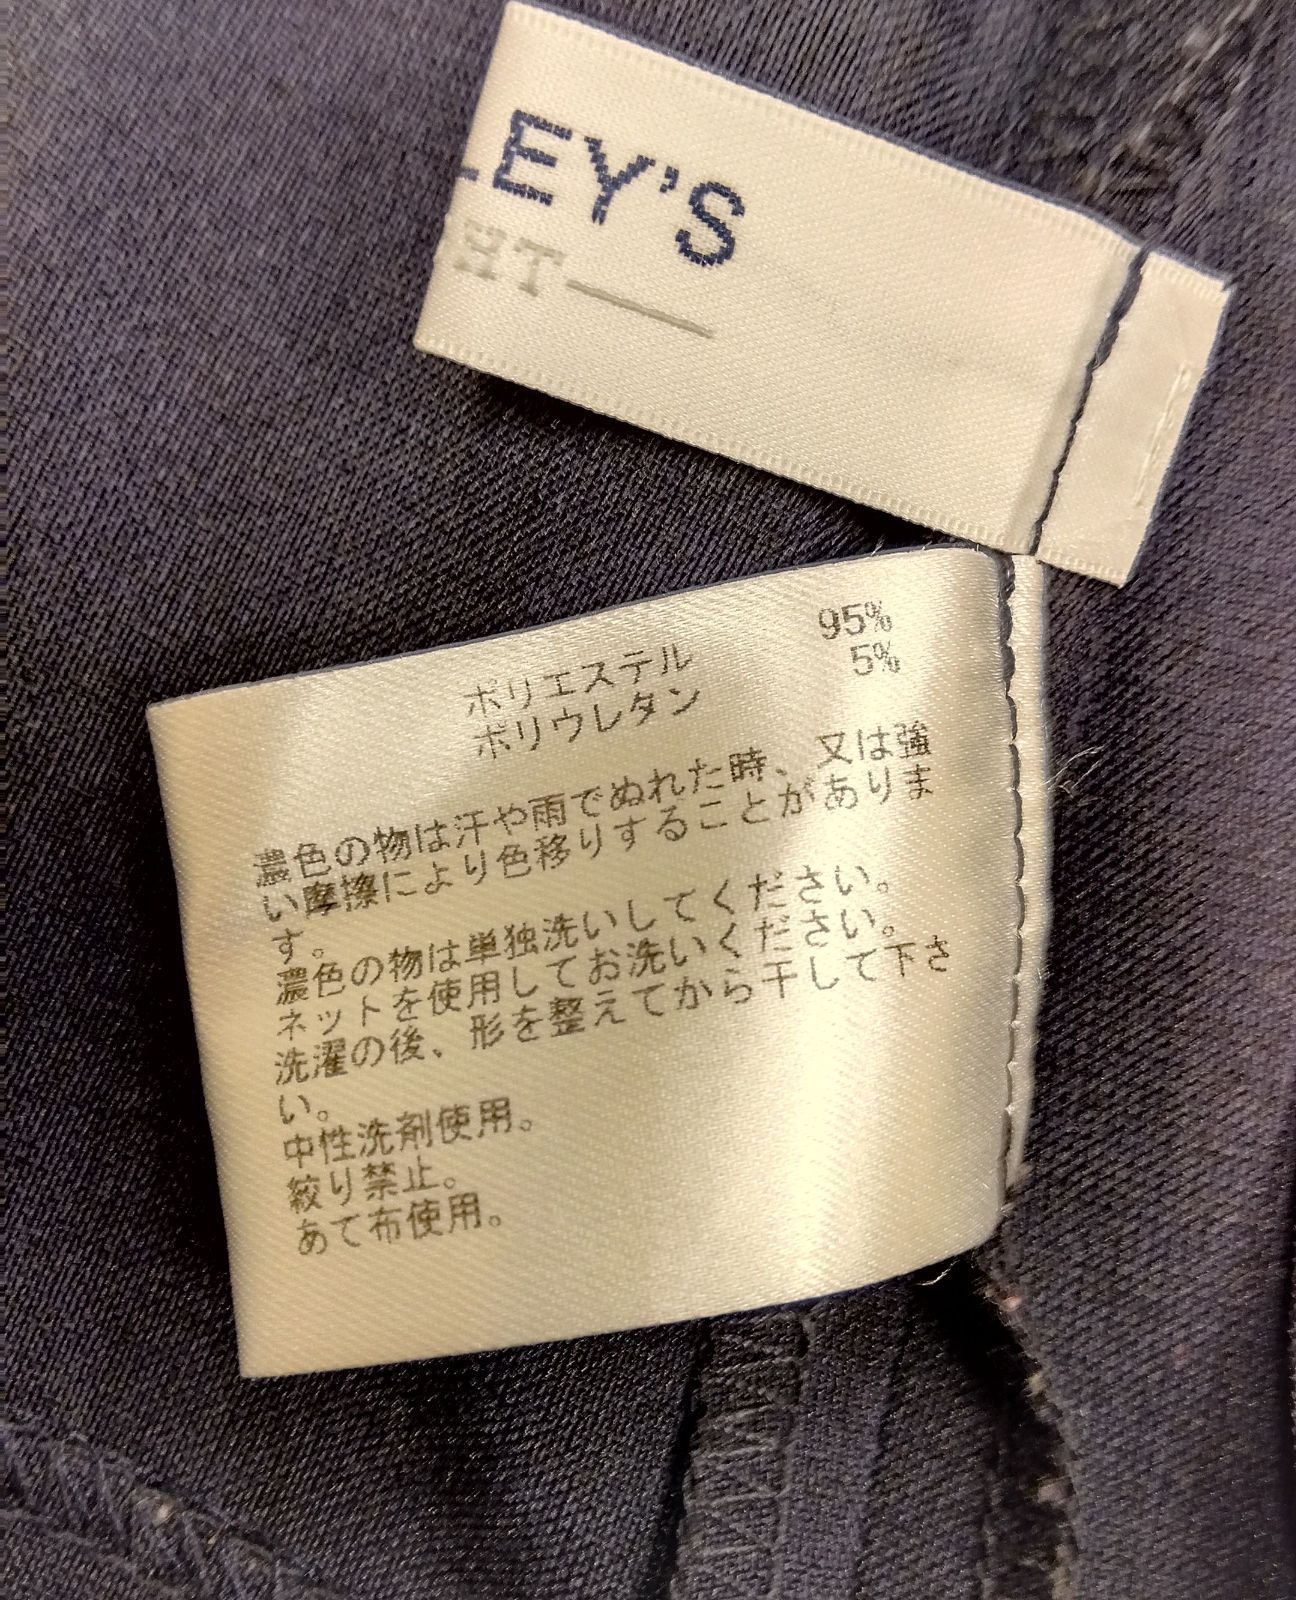 LEY'S
HT
ポリエステル 95%
ポリウレタン 5%
濃色の物は汗や雨でぬれた時、又は強
い摩擦により色移りすることがありま
す。
濃色の物は単独洗いしてください。
ネットを使用してお洗いください。
洗濯の後、形を整えてから干して下さ
い。
中性洗剤使用。
絞り禁止。
あて布使用。